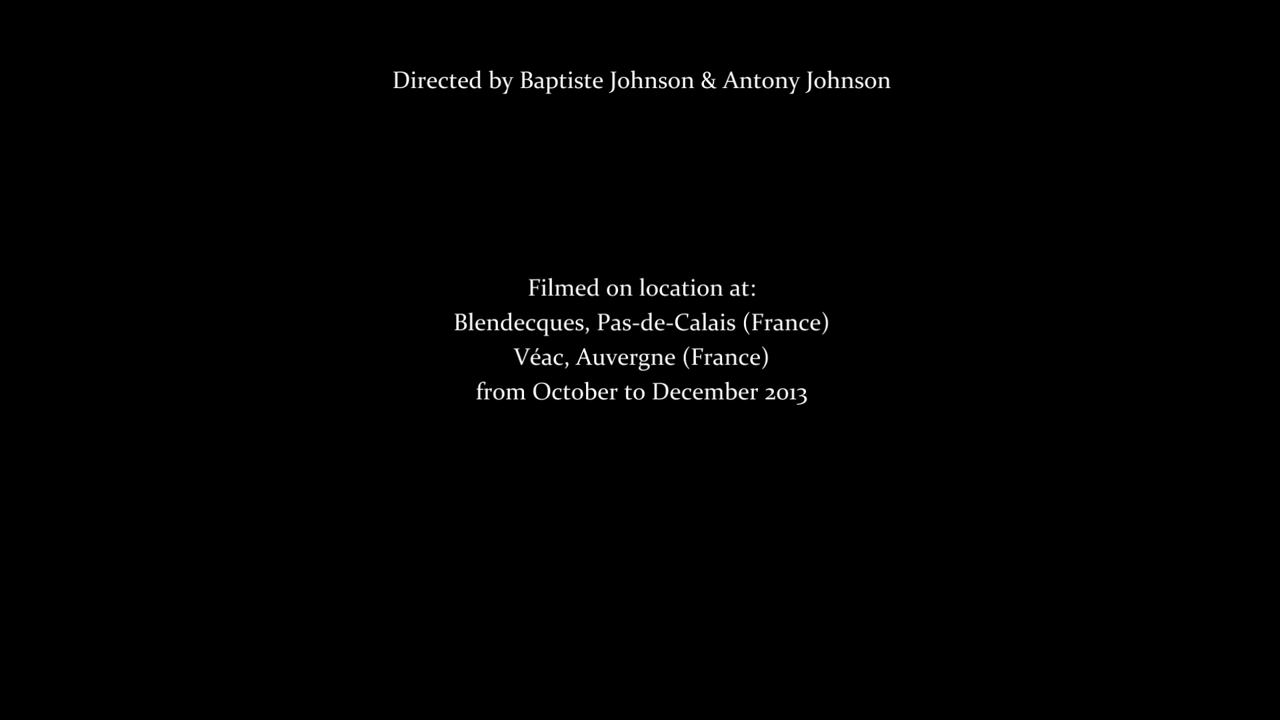 Directed by Baptiste Johnson & Antony Johnson
Filmed on location at:
Blendecques, Pas-de-Calais (France)
Véac, Auvergne (France)
from October to December 2013